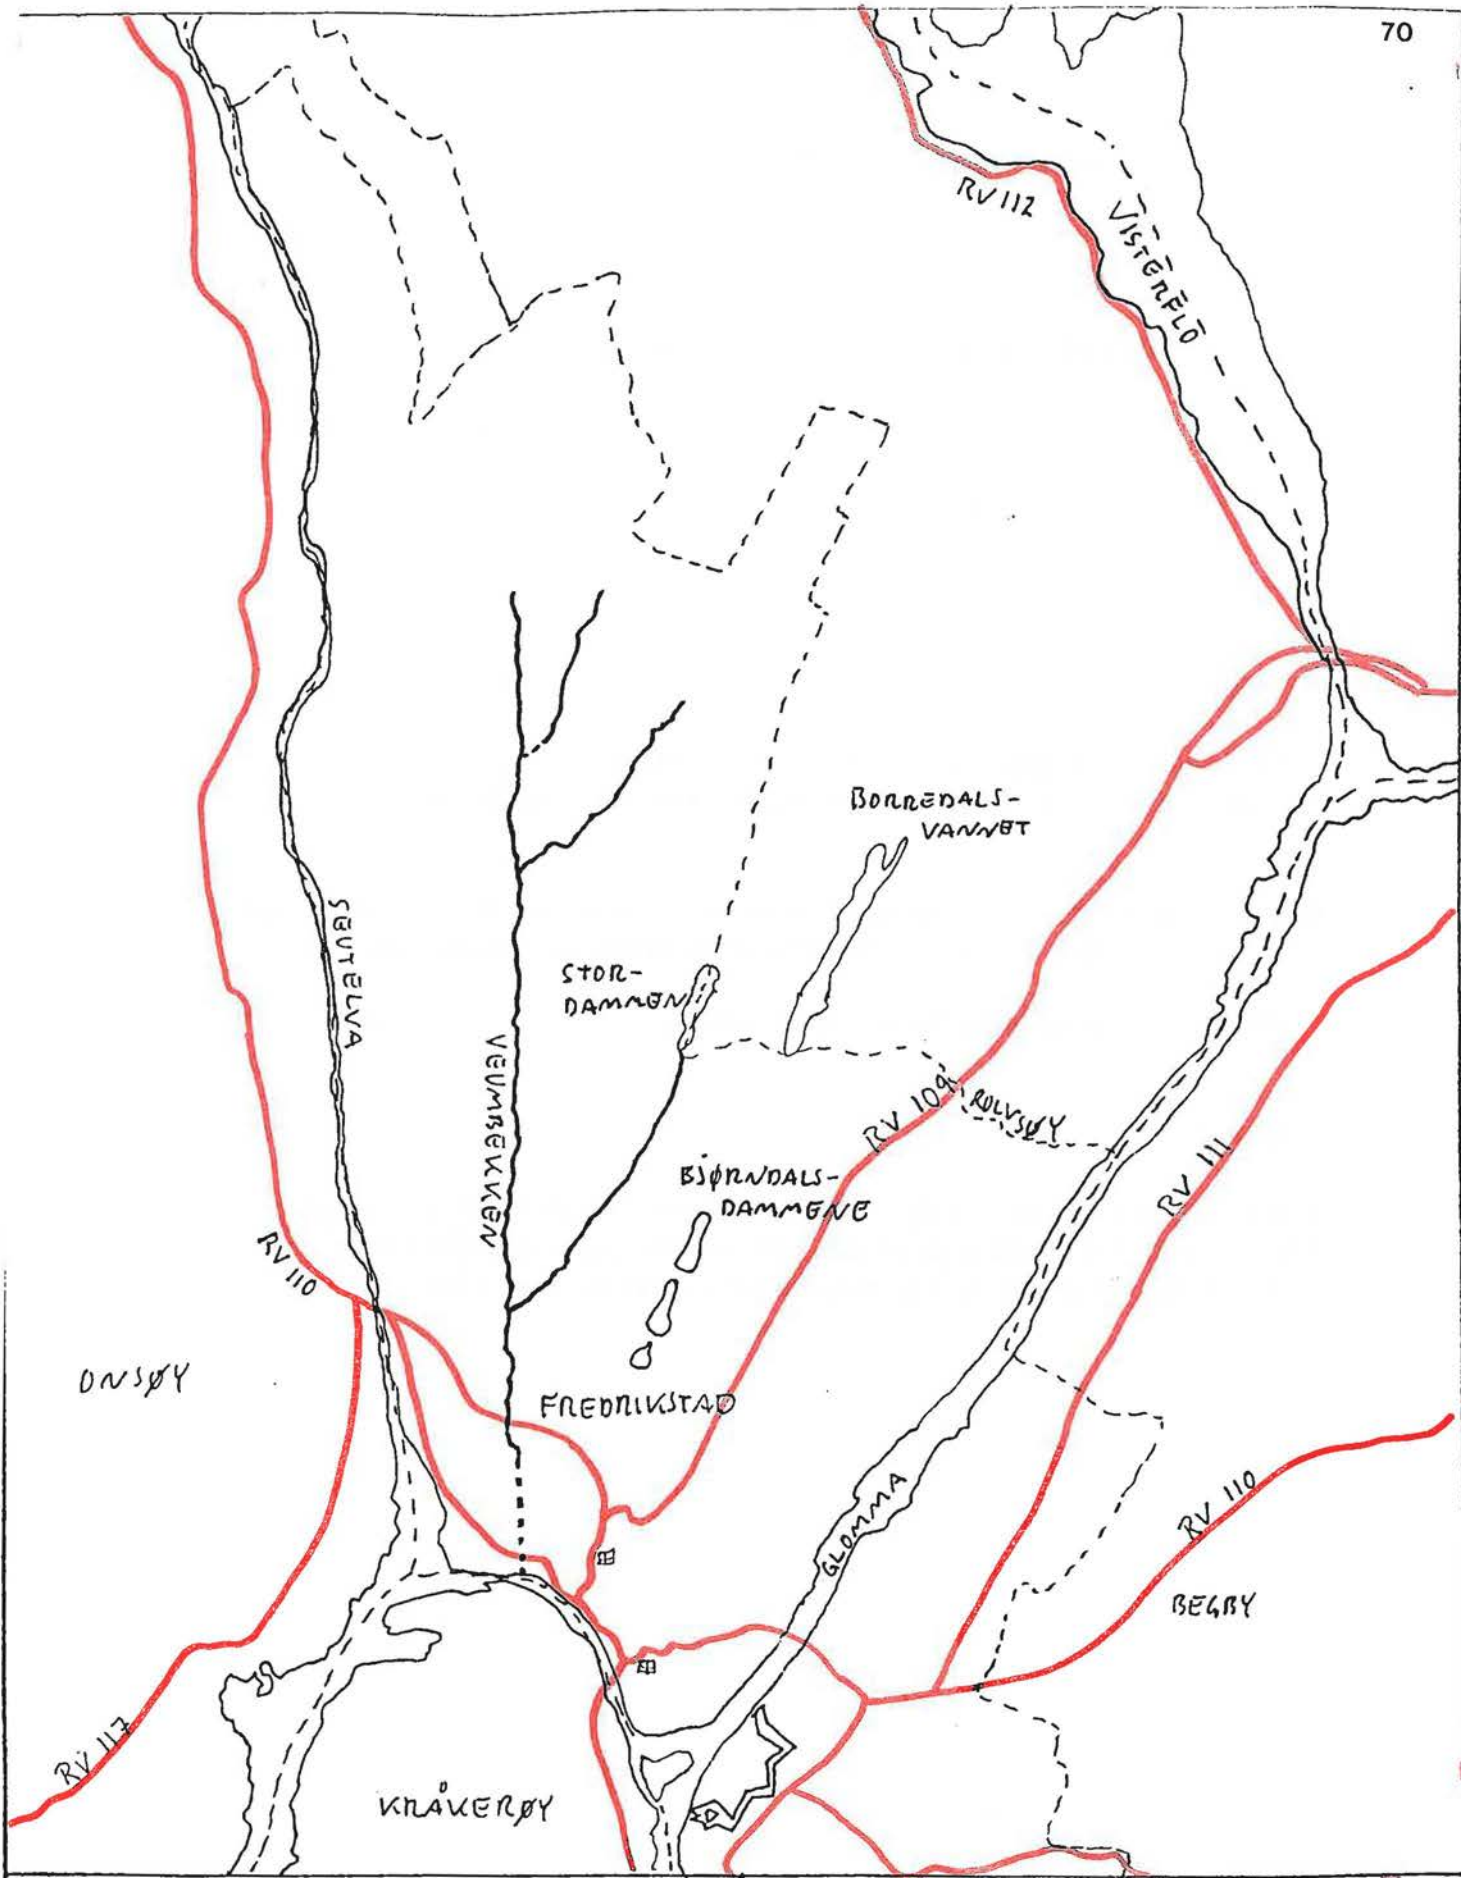 70
RV 112
VISTERFLO
BORREDALS-
VANNET
SEUTELVA
STOR-
DAMMEN
VEUMBEKKEN
RV 109
ROLVSØY
RV 111
BJØRNDALS-
DAMMENE
RV 110
ONSØY
FREDRIKSTAD
GLOMMA
RV 110
BEGBY
RV 117
KRÅKERØY